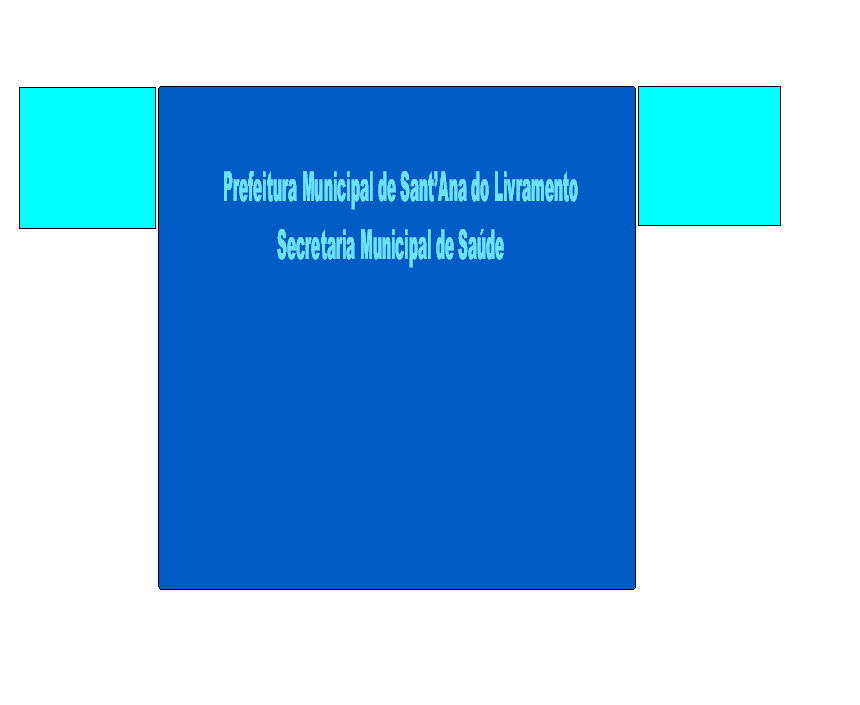 Prefeitura Municipal de Sant'Ana do Livramento
Secretaria Municipal de Saúde